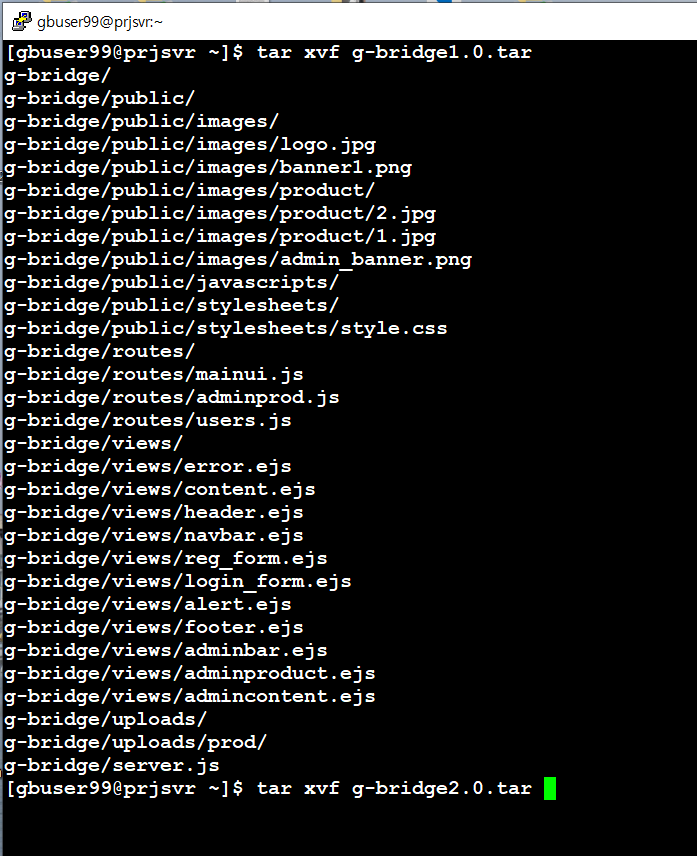 gbuser99@prjsvr:~
[gbuser99@prjsvr ~]$ tar xvf g-bridge1.0.tar
g-bridge/
g-bridge/public/
g-bridge/public/images/
g-bridge/public/images/logo.jpg
g-bridge/public/images/banner1.png
g-bridge/public/images/product/
g-bridge/public/images/product/2.jpg
g-bridge/public/images/product/1.jpg
g-bridge/public/images/admin_banner.png
g-bridge/public/javascripts/
g-bridge/public/stylesheets/
g-bridge/public/stylesheets/style.css
g-bridge/routes/
g-bridge/routes/mainui.js
g-bridge/routes/adminprod.js
g-bridge/routes/users.js
g-bridge/views/
g-bridge/views/error.ejs
g-bridge/views/content.ejs
g-bridge/views/header.ejs
g-bridge/views/navbar.ejs
g-bridge/views/reg_form.ejs
g-bridge/views/login_form.ejs
g-bridge/views/alert.ejs
g-bridge/views/footer.ejs
g-bridge/views/adminbar.ejs
g-bridge/views/adminproduct.ejs
g-bridge/views/admincontent.ejs
g-bridge/uploads/
g-bridge/uploads/prod/
g-bridge/server.js
[gbuser99@prjsvr ~]$ tar xvf g-bridge2.0.tar